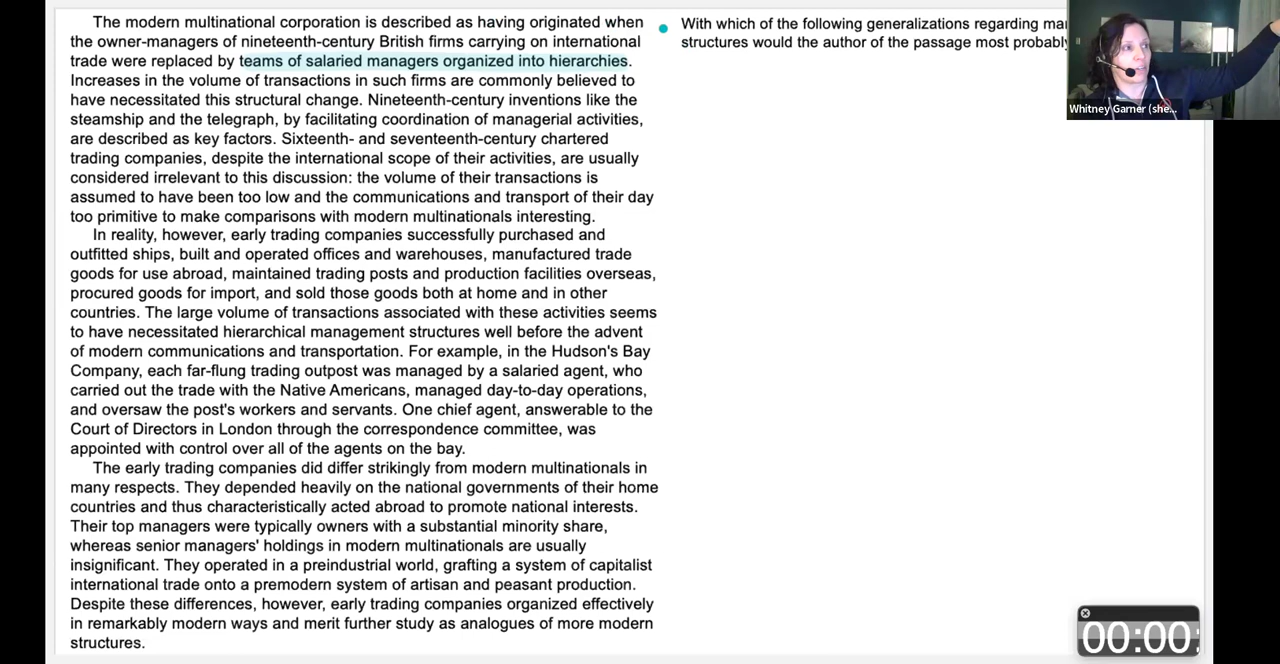 The modern multinational corporation is described as having originated when
the owner-managers of nineteenth-century British firms carrying on international
trade were replaced by teams of salaried managers organized into hierarchies.
Increases in the volume of transactions in such firms are commonly believed to
have necessitated this structural change. Nineteenth-century inventions like the
steamship and the telegraph, by facilitating coordination of managerial activities,
are described as key factors. Sixteenth- and seventeenth-century chartered
trading companies, despite the international scope of their activities, are usually
considered irrelevant to this discussion: the volume of their transactions is
assumed to have been too low and the communications and transport of their day
too primitive to make comparisons with modern multinationals interesting.
In reality, however, early trading companies successfully purchased and
outfitted ships, built and operated offices and warehouses, manufactured trade
goods for use abroad, maintained trading posts and production facilities overseas,
procured goods for import, and sold those goods both at home and in other
countries. The large volume of transactions associated with these activities seems
to have necessitated hierarchical management structures well before the advent
of modern communications and transportation. For example, in the Hudson's Bay
Company, each far-flung trading outpost was managed by a salaried agent, who
carried out the trade with the Native Americans, managed day-to-day operations,
and oversaw the post's workers and servants. One chief agent, answerable to the
Court of Directors in London through the correspondence committee, was
appointed with control over all of the agents on the bay.
The early trading companies did differ strikingly from modern multinationals in
many respects. They depended heavily on the national governments of their home
countries and thus characteristically acted abroad to promote national interests.
Their top managers were typically owners with a substantial minority share,
whereas senior managers' holdings in modern multinationals are usually
insignificant. They operated in a preindustrial world, grafting a system of capitalist
international trade onto a premodern system of artisan and peasant production.
Despite these differences, however, early trading companies organized effectively
in remarkably modern ways and merit further study as analogues of more modern
structures.
With which of the following generalizations regarding
structures would the author of the passage most probably
Whitney Garner (she...
00:00: